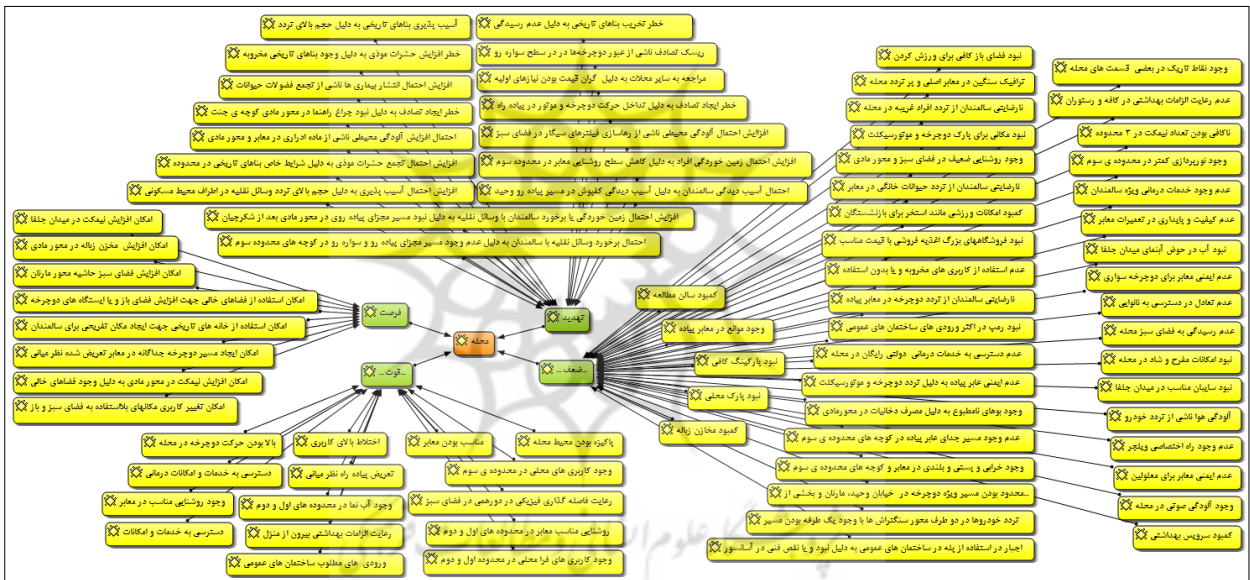 خطر تخریب بناهای تاریخی به دلیل عدم رسیدگی
آسیب پذیری بناهای تاریخی به دلیل حجم بالای تردد
ریسک تصادف ناشی از عبور دوچرخه‌ها در در سطح سواره رو
خطر افزایش حشرات موذی به دلیل وجود بناهای تاریخی مخروبه
مراجعه به سایر محلات به دلیل گران قیمت بودن نیازهای اولیه
افزایش احتمال انتشار بیماری ها ناشی از تجمع فضولات حیوانات
خطر ایجاد تصادف به دلیل تداخل حرکت دوچرخه و موتور در پیاده راه
خطر ایجاد تصادف به دلیل نبود چراغ راهنما در محور مادی کوچه ی جنت
افزایش احتمال آلودگی محیطی ناشی از رهاسازی فیلترهای سیگار در فضای سبز
احتمال افزایش آلودگی محیطی ناشی از ماده ادراری در معابر و محور مادی
افزایش احتمال زمین خوردگی افراد به دلیل کاهش سطح روشنایی معابر در محدوده سوم
افزایش احتمال تجمع حشرات موذی به دلیل شرایط خاص بناهای تاریخی در محدوده
احتمال آسیب دیدگی سالمندان به دلیل آسیب دیدگی کفپوش در مسیر پیاده رو وحید
افزایش احتمال آسیب پذیری به دلیل حجم بالای تردد وسائل نقلیه در اطراف محیط مسکونی
افزایش احتمال زمین خوردگی یا برخورد سالمندان با وسائل نقلیه به دلیل نبود مسیر مجزای پیاده روی در محور مادی بعد از شکرچیان
احتمال برخورد وسائل نقلیه با سالمندان به دلیل عدم وجود مسیر مجزای پیاده رو و سواره رو در کوچه های محدوده سوم
نبود فضای باز کافی برای ورزش کردن
ترافیک سنگین در معابر اصلی و پر تردد محله
نارضایتی سالمندان از تردد افراد غریبه در محله
نبود مکانی برای پارک دوچرخه و موتورسیکلت
وجود روشنایی ضعیف در فضای سبز و محور مادی
نارضایتی سالمندان از تردد حیوانات خانگی در معابر
کمبود امکانات ورزشی مانند استخر برای بازنشستگان
نبود فروشگاههای بزرگ اغذیه فروشی با قیمت مناسب
عدم استفاده از کاربری های مخروبه و یا بدون استفاده
نارضایتی سالمندان از تردد دوچرخه در معابر پیاده
نبود رمپ در اکثر ورودی های ساختمان های عمومی
عدم دسترسی به خدمات درمانی دولتی رایگان در محله
عدم ایمنی عابر پیاده به دلیل تردد دوچرخه و موتورسیکلت
وجود بوهای نامطبوع به دلیل مصرف دخانیات در محورمادی
عدم وجود مسیر جدای عابر پیاده در کوچه های محدوده ی سوم
وجود خرابی و پستی و بلندی در معابر و کوچه های محدوده ی سوم
محدود بودن مسیر ویژه دوچرخه در خیابان وحید، مارنان و بخشی از...
تردد خودروها در دو طرف محور سنگتراش ها با وجود یک طرفه بودن مسیر
اجبار در استفاده از پله در ساختمان های عمومی به دلیل نبود و یا نقص فنی در آسانسور
وجود نقاط تاریک در بعضی قسمت های محله
عدم رعایت الزامات بهداشتی در کافه و رستوران
ناکافی بودن تعداد نیمکت در ۳ محدوده
وجود نورپردازی کمتر در محدوده ی سوم
عدم وجود خدمات درمانی ویژه سالمندان
عدم کیفیت و پایداری در تعمیرات معابر
نبود آب در حوض آبنمای میدان جلفا
عدم ایمنی معابر برای دوچرخه سواری
عدم تعادل در دسترسی به نانوایی
عدم رسیدگی به فضای سبز محله
نبود امکانات مفرح و شاد در محله
نبود سایبان مناسب در میدان جلفا
آلودگی هوا ناشی از تردد خودرو
عدم وجود راه اختصاصی ویلچر
عدم ایمنی معابر برای معلولین
وجود آلودگی صوتی در محله
کمبود سرویس بهداشتی
کمبود سالن مطالعه
وجود موانع در معابر پیاده
نبود پارکینگ کافی
نبود پارک محلی
کمبود مخازن زباله
تهدید
فرصت
محله
...ضعف
...قوت...
امکان افزایش نیمکت در میدان جلفا
امکان افزایش مخزن زباله در محور مادی
امکان افزایش فضای سبز حاشیه محور مارنان
امکان استفاده از فضاهای خالی جهت افزایش فضای باز و یا ایستگاه های دوچرخه
امکان استفاده از خانه های تاریخی جهت ایجاد مکان تفریحی برای سالمندان
امکان ایجاد مسیر دوچرخه جداگانه در معابر تعریض شده نظر میانی
امکان افزایش نیمکت در محور مادی به دلیل وجود فضاهای خالی
امکان تغییر کاربری مکانهای بلااستفاده به فضای سبز و باز
پاکیزه بودن محیط محله
مناسب بودن معابر
اختلاط بالای کاربری
بالا بودن حرکت دوچرخه در محله
وجود کاربری های محلی در محدوده ی سوم
تعریض پیاده راه نظر میانی
دسترسی به خدمات و امکانات درمانی
رعایت فاصله گذاری فیزیکی در دورهمی در فضای سبز
وجود آب نما در محدوده های اول و دوم
وجود روشنایی مناسب در معابر
روشنایی مناسب معابر در محدوده های اول و دوم
رعایت الزامات بهداشتی بیرون از منزل
دسترسی به خدمات و امکانات
وجود کاربری های فرا محلی در محدوده اول و دوم
ورودی های مطلوب ساختمان های عمومی